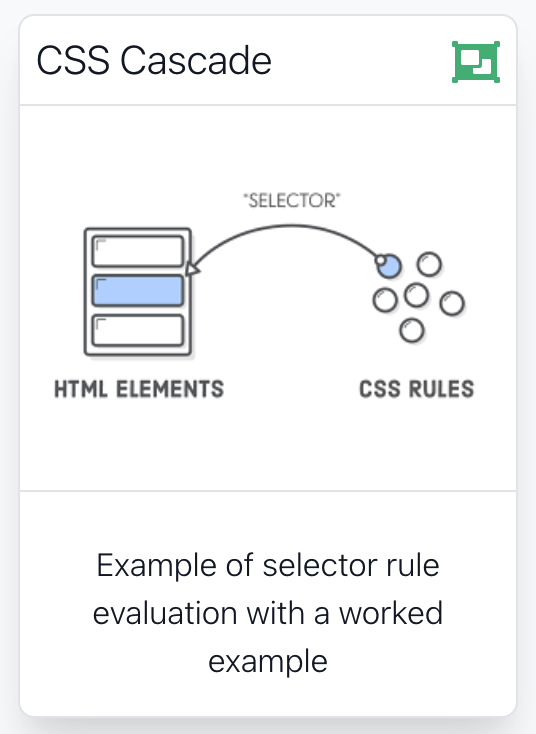 CSS Cascade
"SELECTOR"
HTML ELEMENTS
CSS RULES
Example of selector rule
evaluation with a worked
example